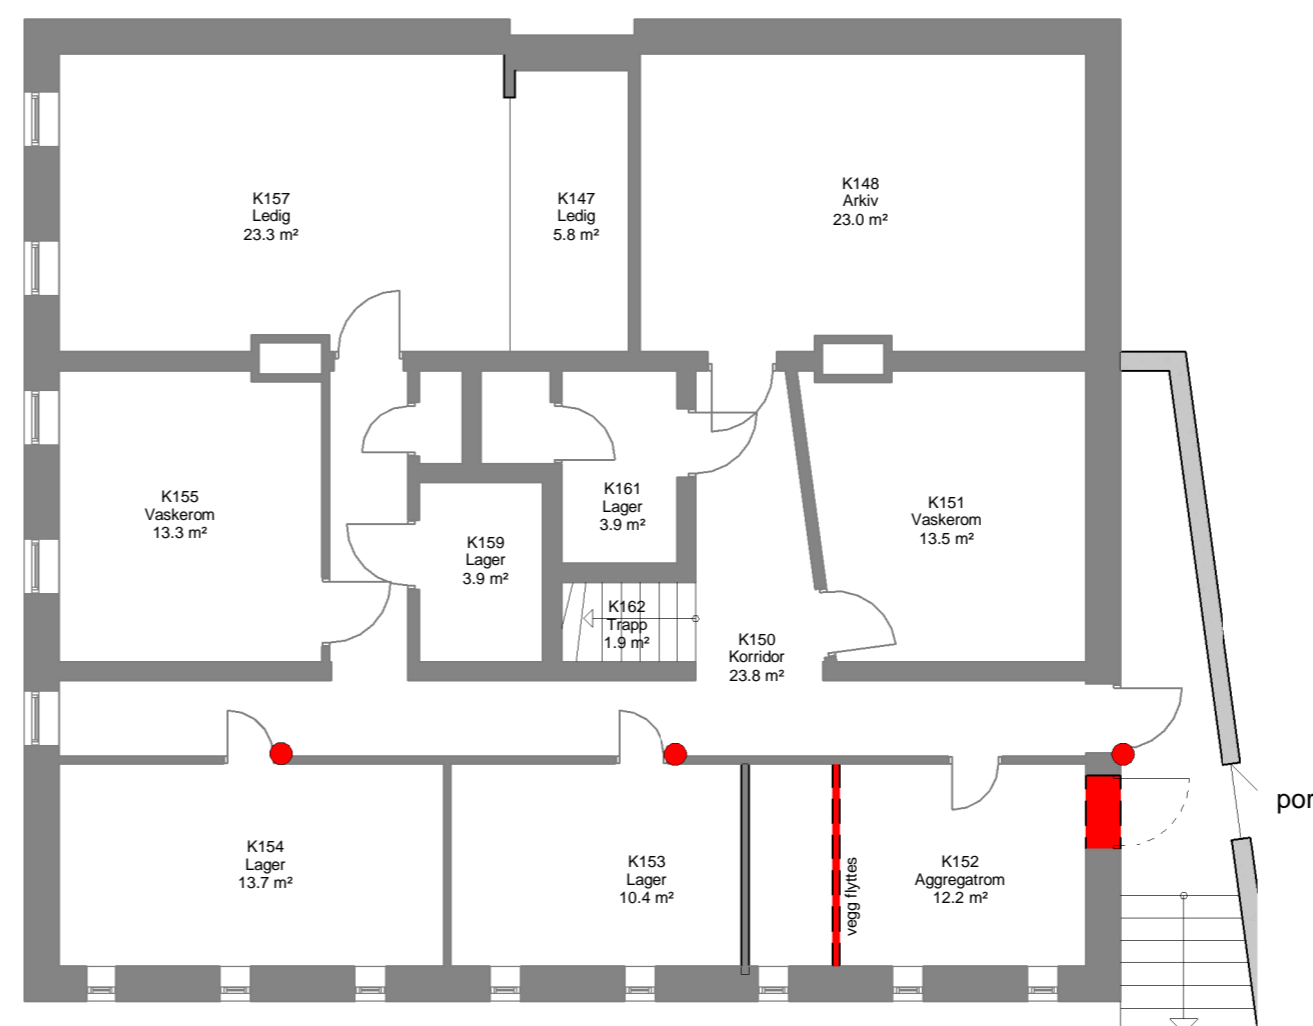 K157
Ledig
23.3 m²
K147
Ledig
5.8 m²
K148
Arkiv
23.0 m²
K155
Vaskerom
13.3 m²
K159
Lager
3.9 m²
K161
Lager
3.9 m²
K151
Vaskerom
13.5 m²
K162
Trapp
1.9 m²
K150
Korridor
23.8 m²
K154
Lager
13.7 m²
K153
Lager
10.4 m²
vegg flyttes
K152
Aggregatrom
12.2 m²
por